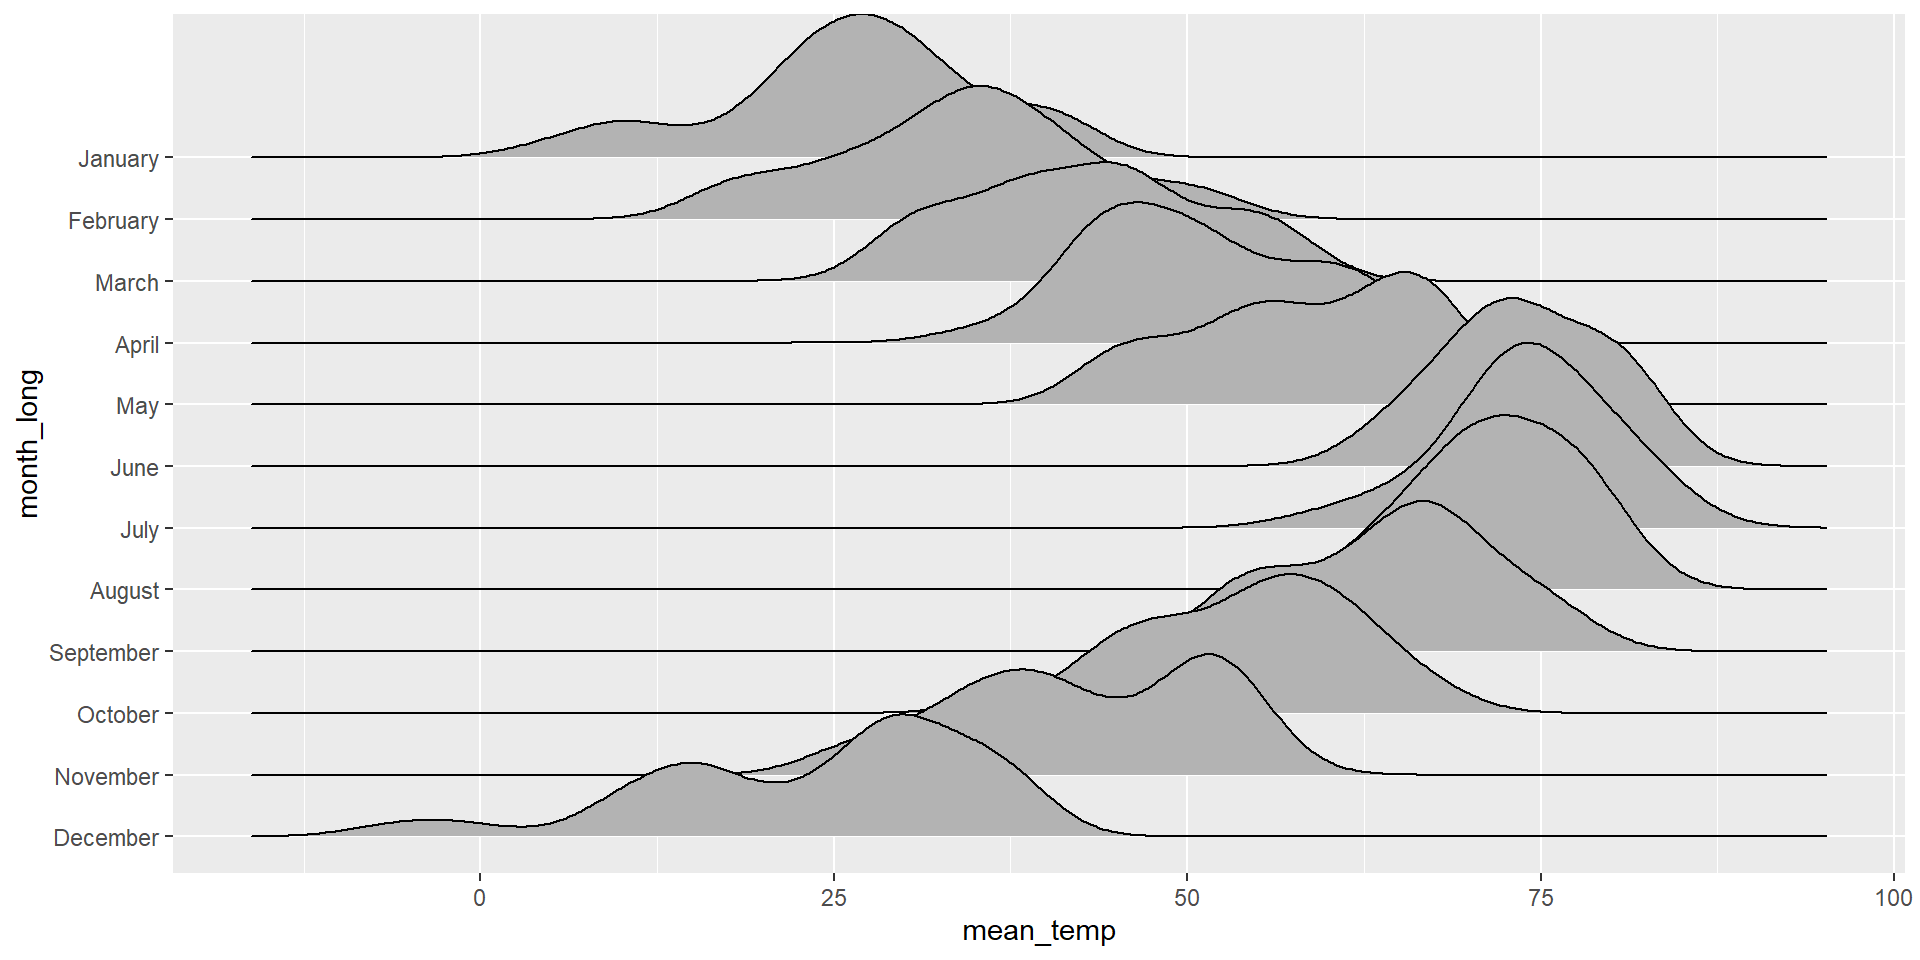 month_long
January
February
March
April
May
June
July
August
September
October
November
December
0 25 50 75 100
mean_temp